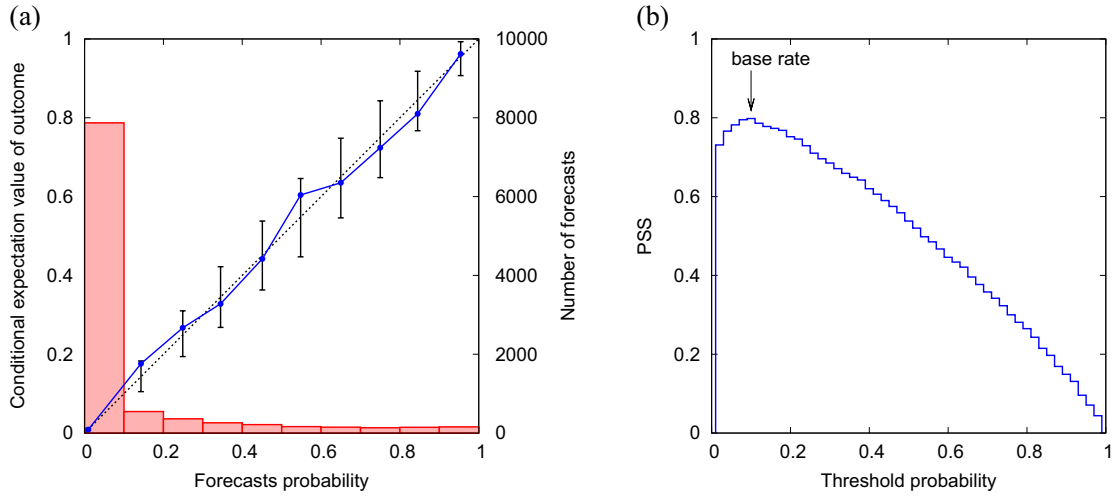 (a)
Conditional expectation value of outcome
1
0.8
0.6
0.4
0.2
0
0 0.2 0.4 0.6 0.8 1
Forecasts probability
10000
8000
6000
4000
2000
0
Number of forecasts
(b)
PSS
1
0.8
0.6
0.4
0.2
0
base rate
0 0.2 0.4 0.6 0.8 1
Threshold probability